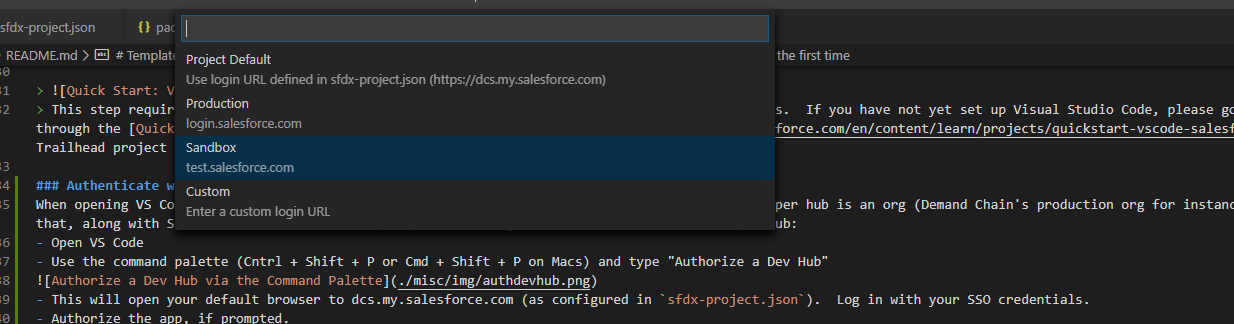 sfdx-project.json
{} pac
README.md > # Template
the first time
Project Default
Use login URL defined in sfdx-project.json (https://dcs.my.salesforce.com)
Production
login.salesforce.com
Sandbox
test.salesforce.com
Custom
Enter a custom login URL
30
31 > ![Quick Start: V
32 > This step requir s. If you have not yet set up Visual Studio Code, please go
through the [Quick force.com/en/content/learn/projects/quickstart-vscode-salesf
Trailhead project
33
34 ### Authenticate w
35 When opening VS Co per hub is an org (Demand Chain's production org for instanc
that, along with S ub:
36 - Open VS Code
37 - Use the command palette (Cntrl + Shift + P or Cmd + Shift + P on Macs) and type "Authorize a Dev Hub"
38 ![Authorize a Dev Hub via the Command Palette](./misc/img/authdevhub.png)
39 - This will open your default browser to dcs.my.salesforce.com (as configured in `sfdx-project.json`). Log in with your SSO credentials.
40 - Authorize the app, if prompted.